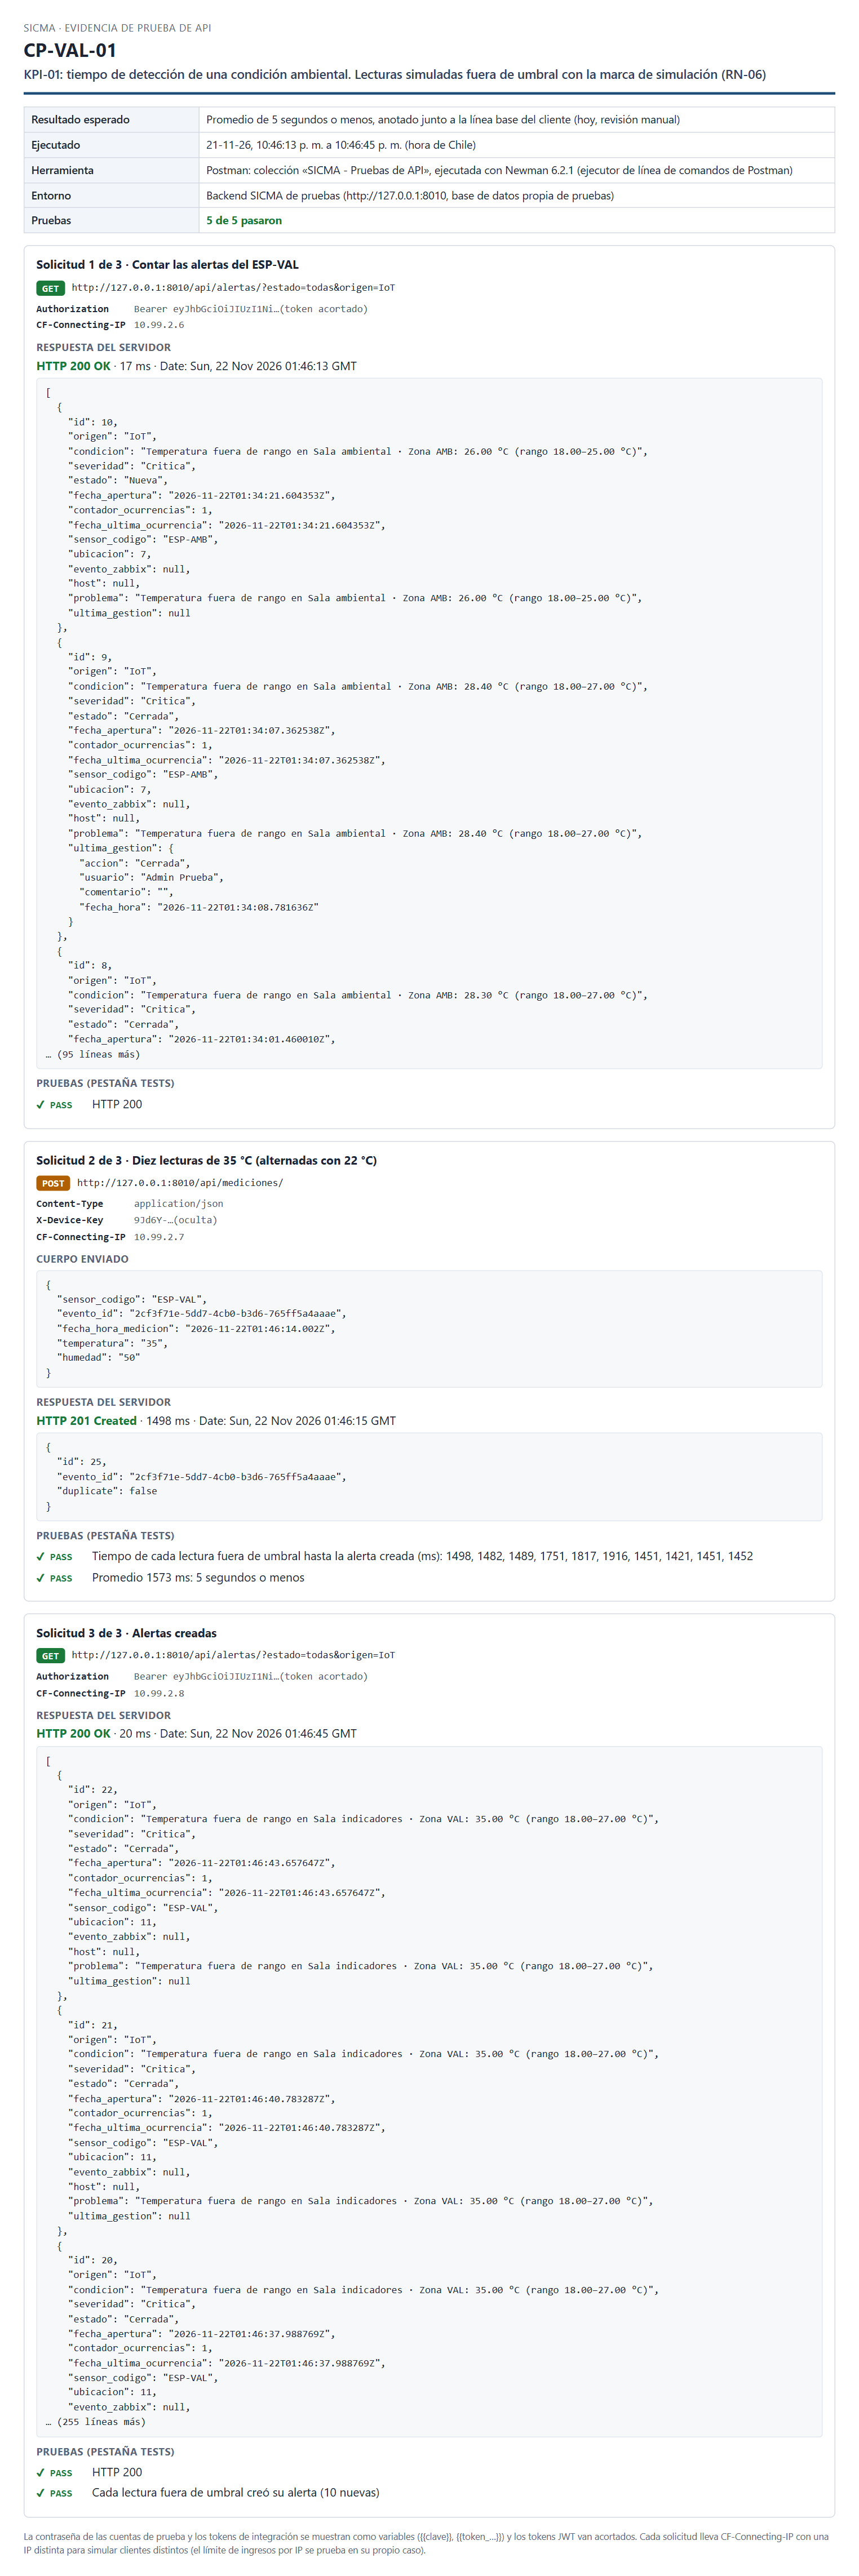 SICMA · EVIDENCIA DE PRUEBA DE API
CP-VAL-01
KPI-01: tiempo de detección de una condición ambiental. Lecturas simuladas fuera de umbral con la marca de simulación (RN-06)
Resultado esperado Promedio de 5 segundos o menos, anotado junto a la línea base del cliente (hoy, revisión manual)
Ejecutado 21-11-26, 10:46:13 p. m. a 10:46:45 p. m. (hora de Chile)
Herramienta Postman: colección «SICMA - Pruebas de API», ejecutada con Newman 6.2.1 (ejecutor de línea de comandos de Postman)
Entorno Backend SICMA de pruebas (http://127.0.0.1:8010, base de datos propia de pruebas)
Pruebas 5 de 5 pasaron
Solicitud 1 de 3 · Contar las alertas del ESP-VAL
GET http://127.0.0.1:8010/api/alertas/?estado=todas&origen=IoT
Authorization Bearer eyJhbGciOiJIUzI1Ni…(token acortado)
CF-Connecting-IP 10.99.2.6
RESPUESTA DEL SERVIDOR
HTTP 200 OK · 17 ms · Date: Sun, 22 Nov 2026 01:46:13 GMT
[
{
"id": 10,
"origen": "IoT",
"condicion": "Temperatura fuera de rango en Sala ambiental · Zona AMB: 26.00 °C (rango 18.00–25.00 °C)",
"severidad": "Critica",
"estado": "Nueva",
"fecha_apertura": "2026-11-22T01:34:21.604353Z",
"contador_ocurrencias": 1,
"fecha_ultima_ocurrencia": "2026-11-22T01:34:21.604353Z",
"sensor_codigo": "ESP-AMB",
"ubicacion": 7,
"evento_zabbix": null,
"host": null,
"problema": "Temperatura fuera de rango en Sala ambiental · Zona AMB: 26.00 °C (rango 18.00–25.00 °C)",
"ultima_gestion": null
},
{
"id": 9,
"origen": "IoT",
"condicion": "Temperatura fuera de rango en Sala ambiental · Zona AMB: 28.40 °C (rango 18.00–27.00 °C)",
"severidad": "Critica",
"estado": "Cerrada",
"fecha_apertura": "2026-11-22T01:34:07.362538Z",
"contador_ocurrencias": 1,
"fecha_ultima_ocurrencia": "2026-11-22T01:34:07.362538Z",
"sensor_codigo": "ESP-AMB",
"ubicacion": 7,
"evento_zabbix": null,
"host": null,
"problema": "Temperatura fuera de rango en Sala ambiental · Zona AMB: 28.40 °C (rango 18.00–27.00 °C)",
"ultima_gestion": {
"accion": "Cerrada",
"usuario": "Admin Prueba",
"comentario": "",
"fecha_hora": "2026-11-22T01:34:08.781636Z"
}
},
{
"id": 8,
"origen": "IoT",
"condicion": "Temperatura fuera de rango en Sala ambiental · Zona AMB: 28.30 °C (rango 18.00–27.00 °C)",
"severidad": "Critica",
"estado": "Cerrada",
"fecha_apertura": "2026-11-22T01:34:01.460010Z",
… (95 líneas más)
PRUEBAS (PESTAÑA TESTS)
✓ PASS HTTP 200
Solicitud 2 de 3 · Diez lecturas de 35 °C (alternadas con 22 °C)
POST http://127.0.0.1:8010/api/mediciones/
Content-Type application/json
X-Device-Key 9Jd6Y-…(oculta)
CF-Connecting-IP 10.99.2.7
CUERPO ENVIADO
{
"sensor_codigo": "ESP-VAL",
"evento_id": "2cf3f71e-5dd7-4cb0-b3d6-765ff5a4aaae",
"fecha_hora_medicion": "2026-11-22T01:46:14.002Z",
"temperatura": "35",
"humedad": "50"
}
RESPUESTA DEL SERVIDOR
HTTP 201 Created · 1498 ms · Date: Sun, 22 Nov 2026 01:46:15 GMT
{
"id": 25,
"evento_id": "2cf3f71e-5dd7-4cb0-b3d6-765ff5a4aaae",
"duplicate": false
}
PRUEBAS (PESTAÑA TESTS)
✓ PASS Tiempo de cada lectura fuera de umbral hasta la alerta creada (ms): 1498, 1482, 1489, 1751, 1817, 1916, 1451, 1421, 1451, 1452
✓ PASS Promedio 1573 ms: 5 segundos o menos
Solicitud 3 de 3 · Alertas creadas
GET http://127.0.0.1:8010/api/alertas/?estado=todas&origen=IoT
Authorization Bearer eyJhbGciOiJIUzI1Ni…(token acortado)
CF-Connecting-IP 10.99.2.8
RESPUESTA DEL SERVIDOR
HTTP 200 OK · 20 ms · Date: Sun, 22 Nov 2026 01:46:45 GMT
[
{
"id": 22,
"origen": "IoT",
"condicion": "Temperatura fuera de rango en Sala indicadores · Zona VAL: 35.00 °C (rango 18.00–27.00 °C)",
"severidad": "Critica",
"estado": "Cerrada",
"fecha_apertura": "2026-11-22T01:46:43.657647Z",
"contador_ocurrencias": 1,
"fecha_ultima_ocurrencia": "2026-11-22T01:46:43.657647Z",
"sensor_codigo": "ESP-VAL",
"ubicacion": 11,
"evento_zabbix": null,
"host": null,
"problema": "Temperatura fuera de rango en Sala indicadores · Zona VAL: 35.00 °C (rango 18.00–27.00 °C)",
"ultima_gestion": null
},
{
"id": 21,
"origen": "IoT",
"condicion": "Temperatura fuera de rango en Sala indicadores · Zona VAL: 35.00 °C (rango 18.00–27.00 °C)",
"severidad": "Critica",
"estado": "Cerrada",
"fecha_apertura": "2026-11-22T01:46:40.783287Z",
"contador_ocurrencias": 1,
"fecha_ultima_ocurrencia": "2026-11-22T01:46:40.783287Z",
"sensor_codigo": "ESP-VAL",
"ubicacion": 11,
"evento_zabbix": null,
"host": null,
"problema": "Temperatura fuera de rango en Sala indicadores · Zona VAL: 35.00 °C (rango 18.00–27.00 °C)",
"ultima_gestion": null
},
{
"id": 20,
"origen": "IoT",
"condicion": "Temperatura fuera de rango en Sala indicadores · Zona VAL: 35.00 °C (rango 18.00–27.00 °C)",
"severidad": "Critica",
"estado": "Cerrada",
"fecha_apertura": "2026-11-22T01:46:37.988769Z",
"contador_ocurrencias": 1,
"fecha_ultima_ocurrencia": "2026-11-22T01:46:37.988769Z",
"sensor_codigo": "ESP-VAL",
"ubicacion": 11,
"evento_zabbix": null,
… (255 líneas más)
PRUEBAS (PESTAÑA TESTS)
✓ PASS HTTP 200
✓ PASS Cada lectura fuera de umbral creó su alerta (10 nuevas)
La contraseña de las cuentas de prueba y los tokens de integración se muestran como variables ({{clave}}, {{token_…}}) y los tokens JWT van acortados. Cada solicitud lleva CF-Connecting-IP con una
IP distinta para simular clientes distintos (el límite de ingresos por IP se prueba en su propio caso).